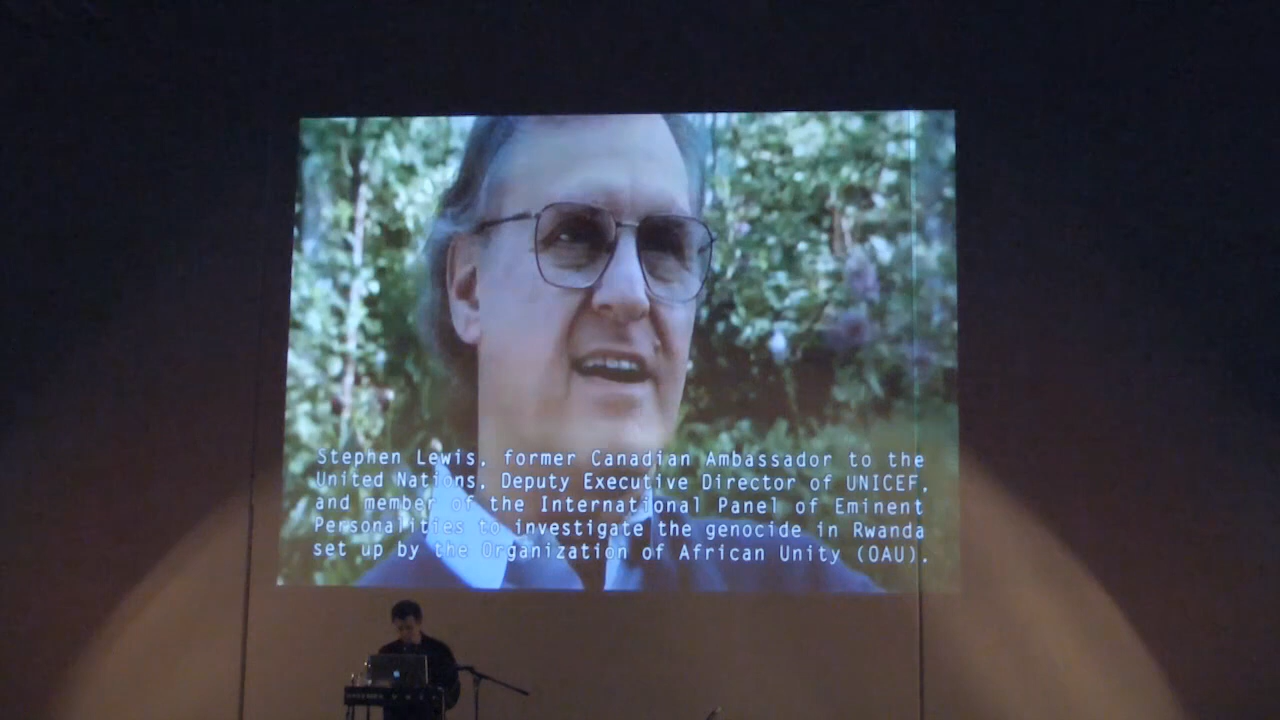 Stephen Lewis, former Canadian Ambassador to the
United Nations, Deputy Executive Director of UNICEF,
and member of the International Panel of Eminent
Personalities to investigate the genocide in Rwanda
set up by the Organization of African Unity (OAU).